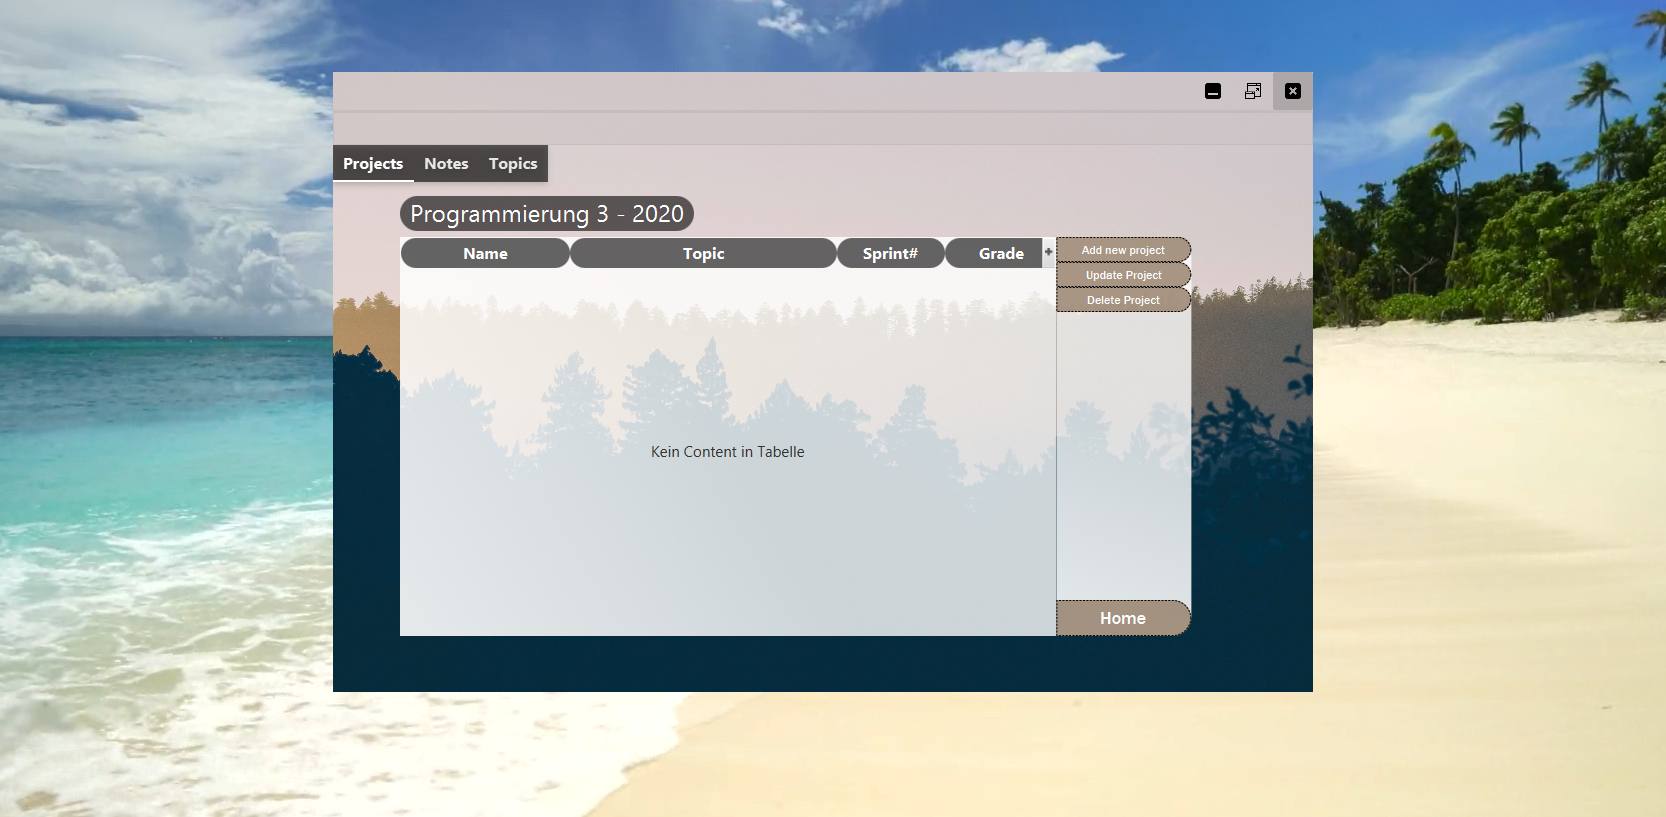 Projects Notes Topics
Programmierung 3 - 2020
Name Topic Sprint# Grade +
Add new project
Update Project
Delete Project
Kein Content in Tabelle
Home